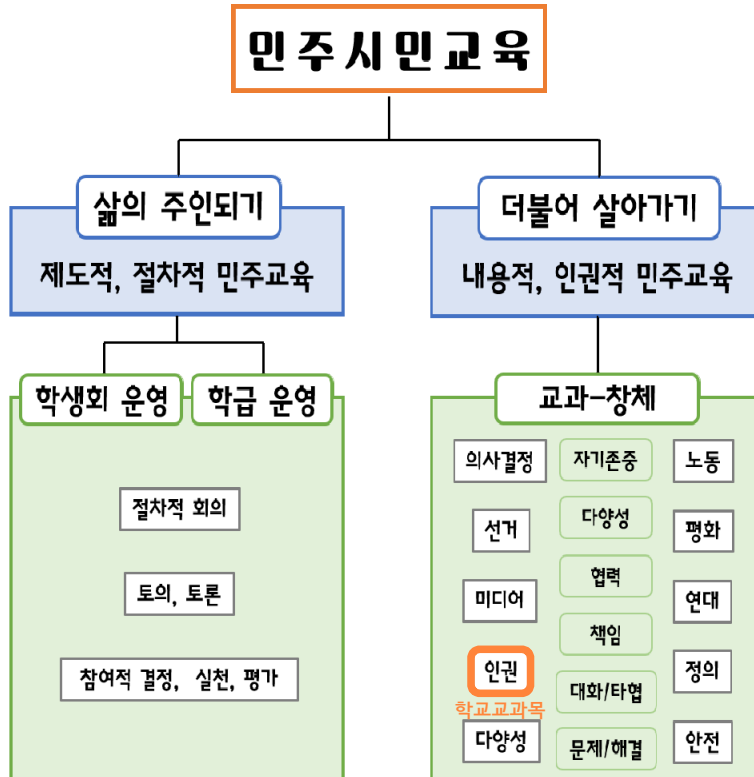 민주시민교육
삶의 주인되기
제도적, 절차적 민주교육
학생회 운영
학급 운영
절차적 회의
토의, 토론
참여적 결정, 실천, 평가
더불어 살아가기
내용적, 인권적 민주교육
교과-창체
의사결정
자기존중
노동
선거
다양성
평화
미디어
협력
연대
인권
학교교과목
책임
정의
다양성
대화/타협
문제/해결
안전